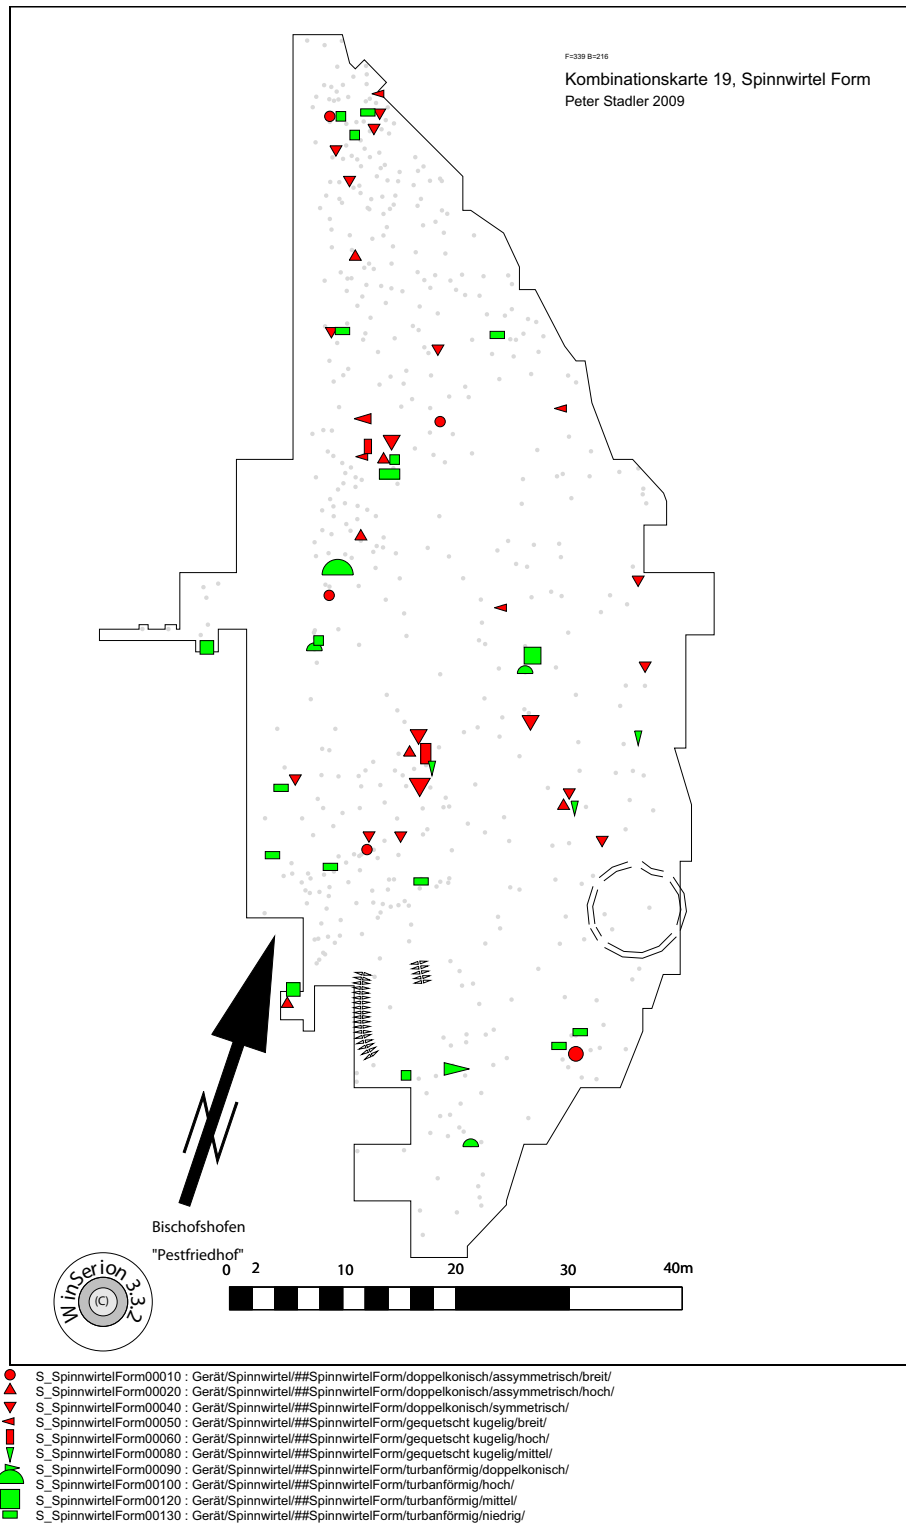 F=339 B=216
Kombinationskarte 19, Spinnwirtel Form
Peter Stadler 2009
Bischofshofen
"Pestfriedhof"
0 2 10 20 30 40m
WinSerion 3.3.2
(C)
S_SpinnwirtelForm00010 : Gerät/Spinnwirtel/##SpinnwirtelForm/doppelkonisch/assymmetrisch/breit/
S_SpinnwirtelForm00020 : Gerät/Spinnwirtel/##SpinnwirtelForm/doppelkonisch/assymmetrisch/hoch/
S_SpinnwirtelForm00040 : Gerät/Spinnwirtel/##SpinnwirtelForm/doppelkonisch/symmetrisch/
S_SpinnwirtelForm00050 : Gerät/Spinnwirtel/##SpinnwirtelForm/gequetscht kugelig/breit/
S_SpinnwirtelForm00060 : Gerät/Spinnwirtel/##SpinnwirtelForm/gequetscht kugelig/hoch/
S_SpinnwirtelForm00080 : Gerät/Spinnwirtel/##SpinnwirtelForm/gequetscht kugelig/mittel/
S_SpinnwirtelForm00090 : Gerät/Spinnwirtel/##SpinnwirtelForm/turbanförmig/doppelkonisch/
S_SpinnwirtelForm00100 : Gerät/Spinnwirtel/##SpinnwirtelForm/turbanförmig/hoch/
S_SpinnwirtelForm00120 : Gerät/Spinnwirtel/##SpinnwirtelForm/turbanförmig/mittel/
S_SpinnwirtelForm00130 : Gerät/Spinnwirtel/##SpinnwirtelForm/turbanförmig/niedrig/